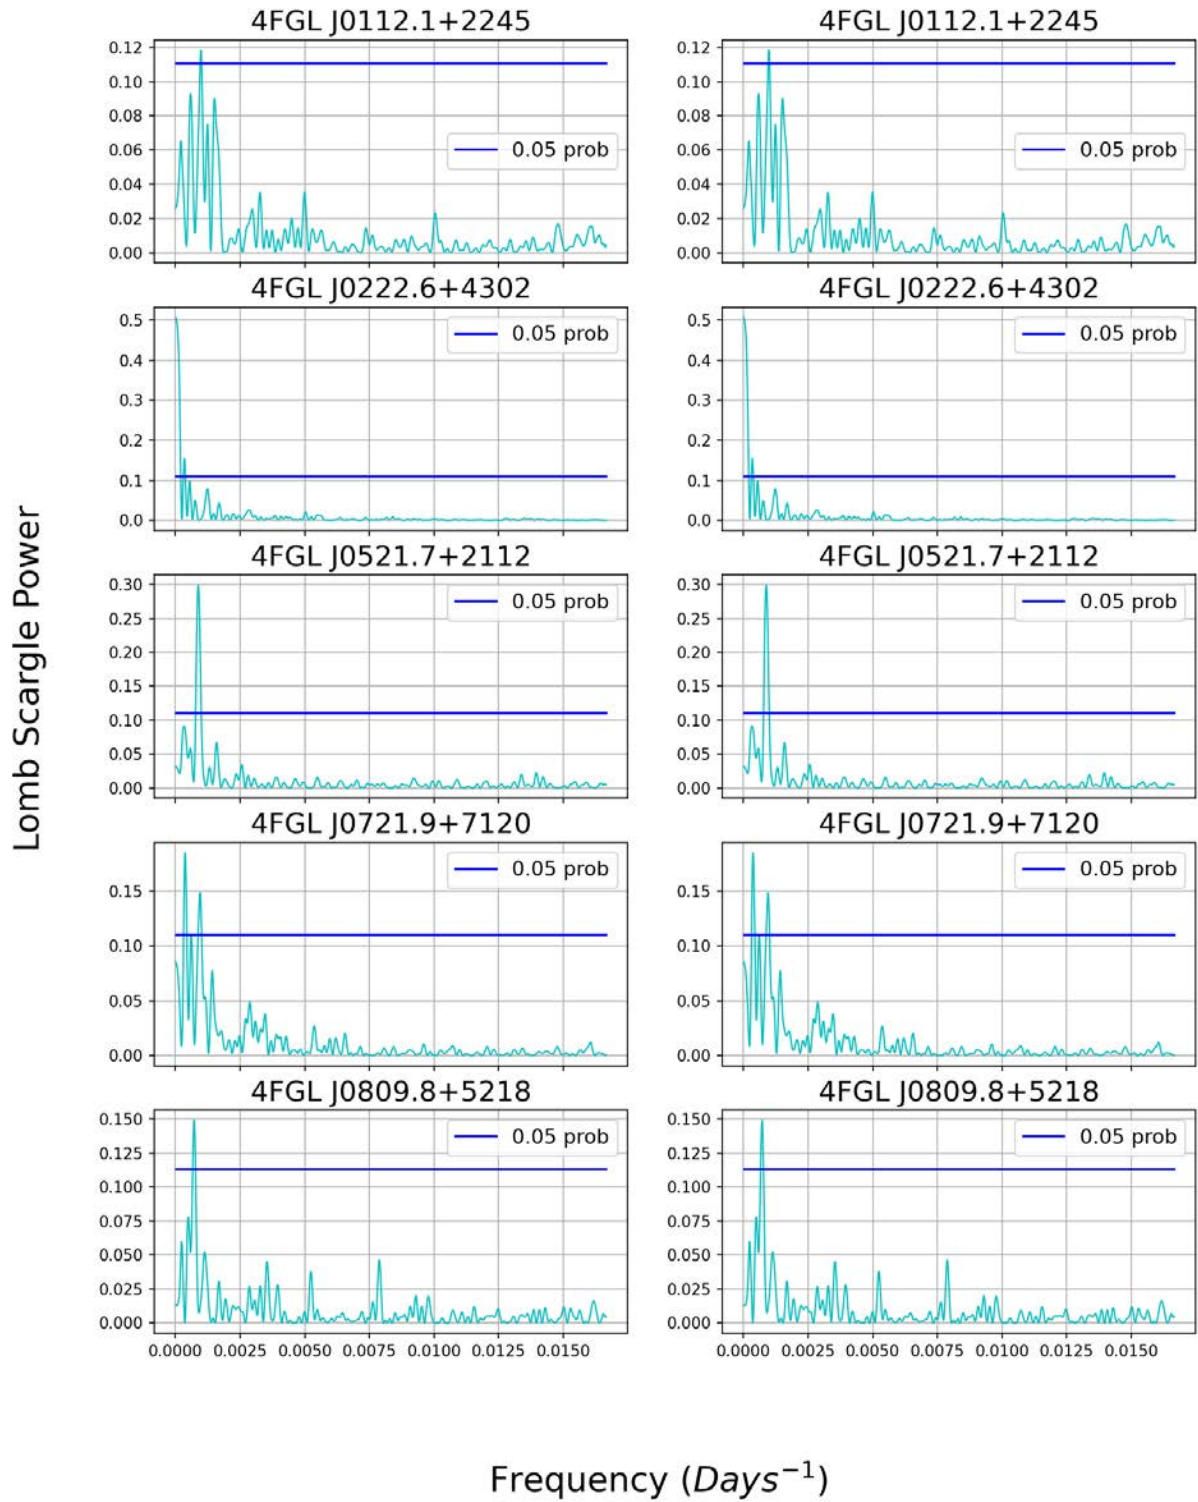 4FGL J0112.1+2245
4FGL J0112.1+2245
0.12
0.10
0.08
0.06
0.04
0.02
0.00
0.05 prob
0.12
0.10
0.08
0.06
0.04
0.02
0.00
0.05 prob
4FGL J0222.6+4302
4FGL J0222.6+4302
0.5
0.4
0.3
0.2
0.1
0.0
0.05 prob
0.5
0.4
0.3
0.2
0.1
0.0
0.05 prob
4FGL J0521.7+2112
4FGL J0521.7+2112
0.30
0.25
0.20
0.15
0.10
0.05
0.00
0.05 prob
0.30
0.25
0.20
0.15
0.10
0.05
0.00
0.05 prob
Lomb Scargle Power
4FGL J0721.9+7120
4FGL J0721.9+7120
0.15
0.10
0.05
0.00
0.05 prob
0.15
0.10
0.05
0.00
0.05 prob
4FGL J0809.8+5218
4FGL J0809.8+5218
0.150
0.125
0.100
0.075
0.050
0.025
0.000
0.05 prob
0.150
0.125
0.100
0.075
0.050
0.025
0.000
0.05 prob
0.0000 0.0025 0.0050 0.0075 0.0100 0.0125 0.0150
0.0000 0.0025 0.0050 0.0075 0.0100 0.0125 0.0150
Frequency (Days⁻¹)